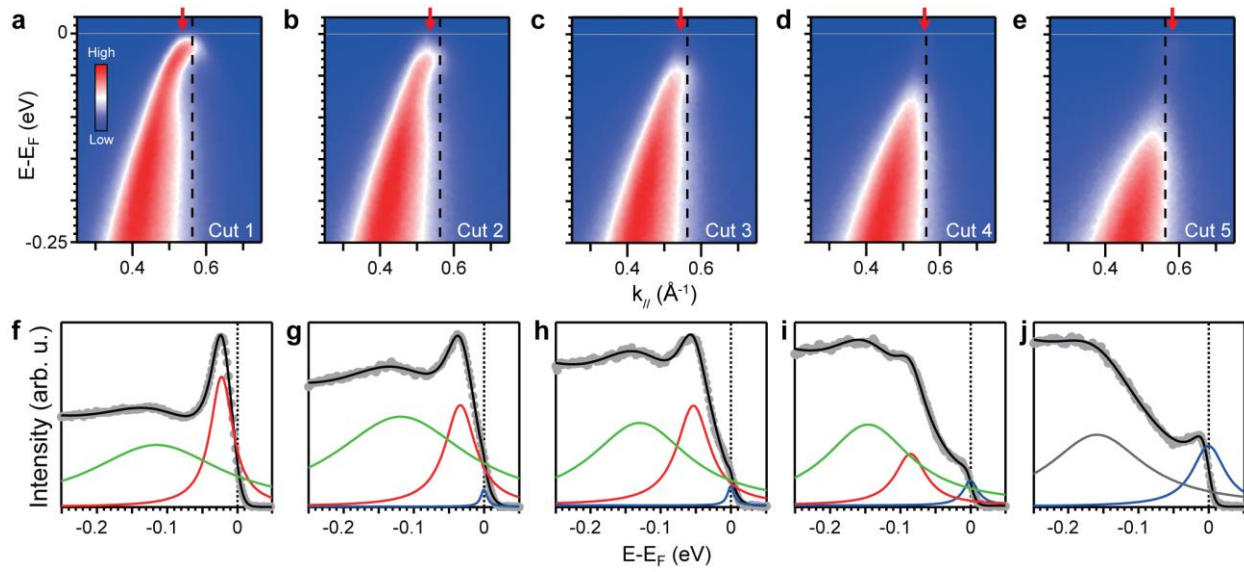 a b c d e
0
High
Low
E-E_F (eV)
-0.25
Cut 1 Cut 2 Cut 3 Cut 4 Cut 5
0.4 0.6 0.4 0.6 0.4 0.6 0.4 0.6 0.4 0.6
k_// (Å⁻¹)
f g h i j
Intensity (arb. u.)
-0.2 -0.1 0 -0.2 -0.1 0 -0.2 -0.1 0 -0.2 -0.1 0 -0.2 -0.1 0
E-E_F (eV)